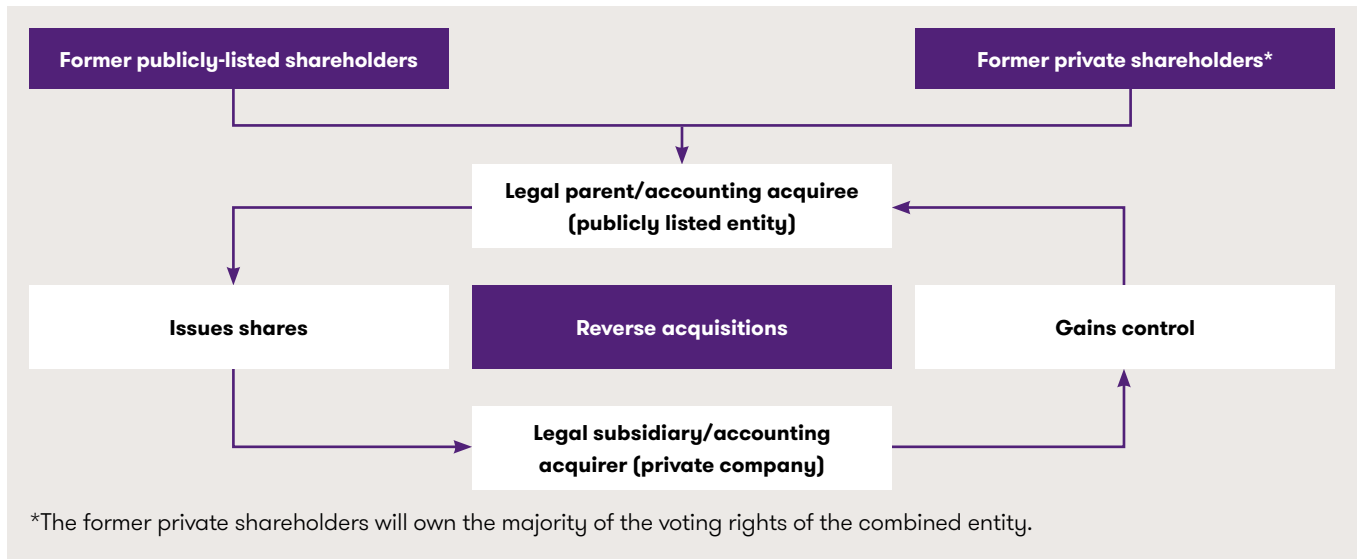 Former publicly-listed shareholders
Former private shareholders*
Legal parent/accounting acquiree
(publicly listed entity)
Issues shares
Reverse acquisitions
Gains control
Legal subsidiary/accounting
acquirer (private company)
*The former private shareholders will own the majority of the voting rights of the combined entity.